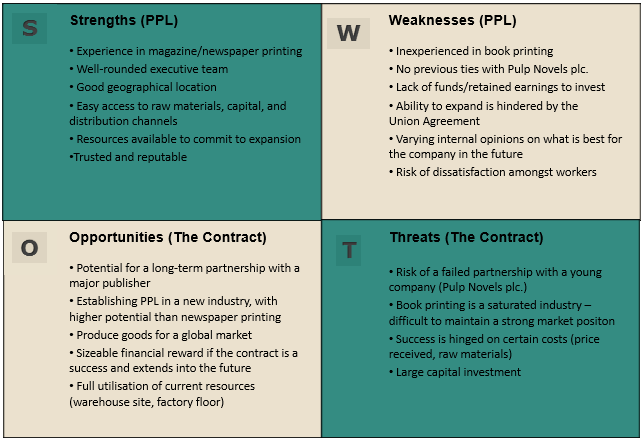 S
Strengths (PPL)
• Experience in magazine/newspaper printing
• Well-rounded executive team
• Good geographical location
• Easy access to raw materials, capital, and
distribution channels
• Resources available to commit to expansion
•Trusted and reputable
W
Weaknesses (PPL)
• Inexperienced in book printing
• No previous ties with Pulp Novels plc.
• Lack of funds/retained earnings to invest
• Ability to expand is hindered by the
Union Agreement
• Varying internal opinions on what is best for
the company in the future
• Risk of dissatisfaction amongst workers
O
Opportunities (The Contract)
• Potential for a long-term partnership with a
major publisher
• Establishing PPL in a new industry, with
higher potential than newspaper printing
• Produce goods for a global market
• Sizeable financial reward if the contract is a
success and extends into the future
• Full utilisation of current resources
(warehouse site, factory floor)
T
Threats (The Contract)
• Risk of a failed partnership with a young
company (Pulp Novels plc.)
• Book printing is a saturated industry –
difficult to maintain a strong market positon
• Success is hinged on certain costs (price
received, raw materials)
• Large capital investment